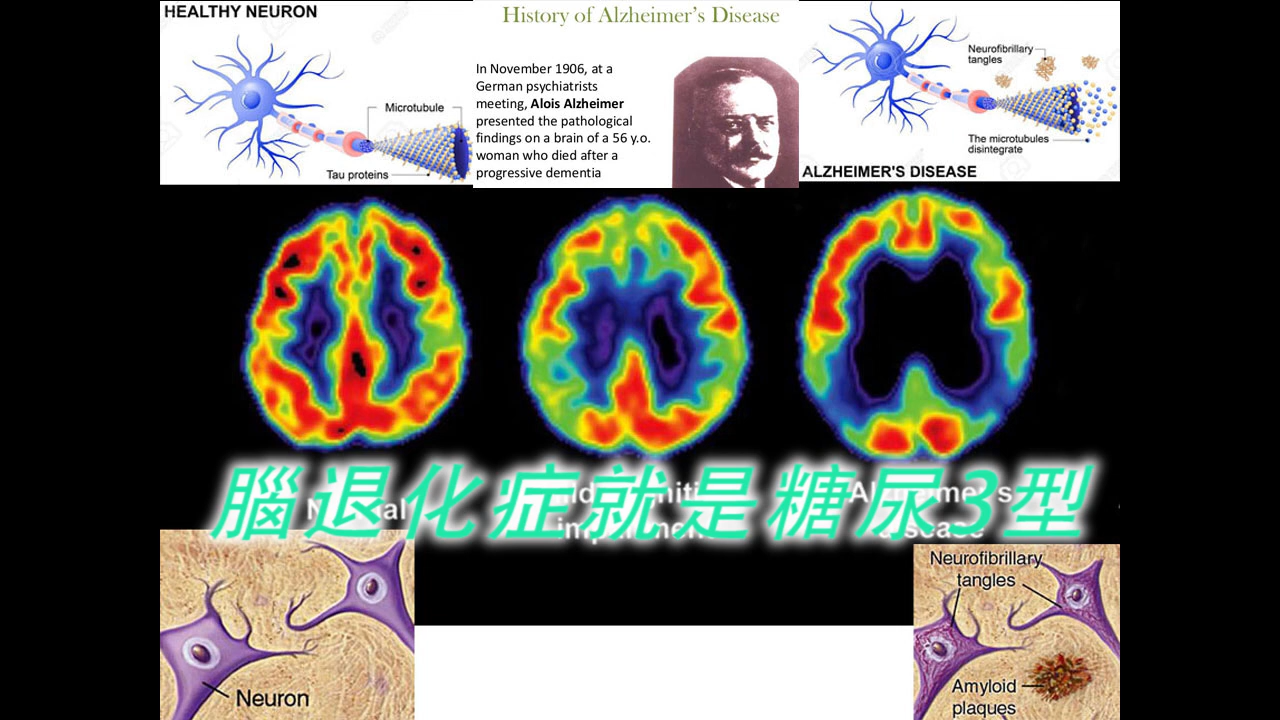 HEALTHY NEURON
Microtubule
Tau proteins
History of Alzheimer's Disease
In November 1906, at a
German psychiatrists
meeting, Alois Alzheimer
presented the pathological
findings on a brain of a 56 y.o.
woman who died after a
progressive dementia
Neurofibrillary
tangles
The microtubules
disintegrate
ALZHEIMER'S DISEASE
腦退化症就是糖尿3型
Neuron
Neurofibrillary
tangles
Amyloid
plaques